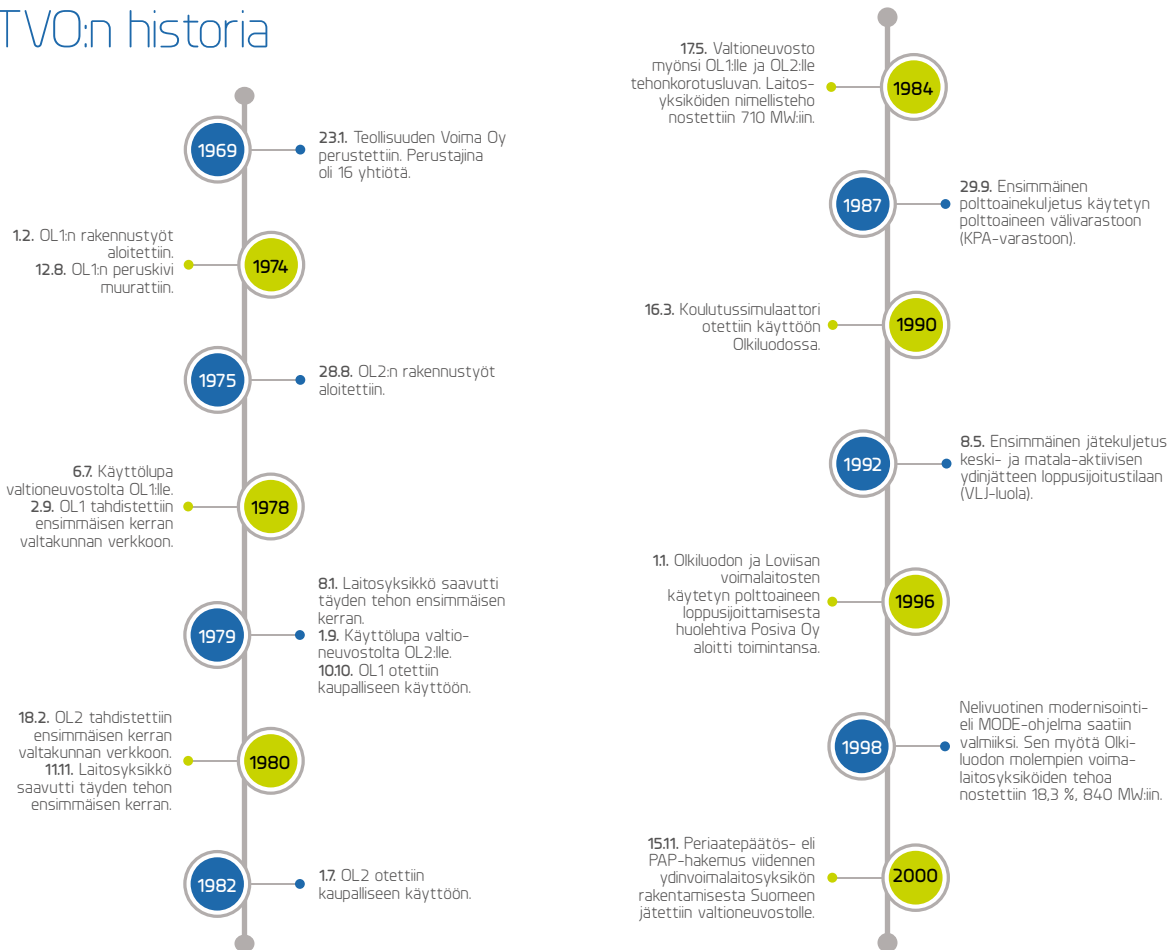 TVO:n historia
1969
23.1. Teollisuuden Voima Oy
perustettiin. Perustajina
oli 16 yhtiötä.
1.2. OL1:n rakennustyöt
aloitettiin.
12.8. OL1:n peruskivi
muurattiin.
1974
1975
28.8. OL2:n rakennustyöt
aloitettiin.
6.7. Käyttölupa
valtioneuvostolta OL1:lle.
2.9. OL1 tahdistettiin
ensimmäisen kerran
valtakunnan verkkoon.
1978
1979
8.1. Laitosyksikkö saavutti
täyden tehon ensimmäisen
kerran.
1.9. Käyttölupa valtio-
neuvostolta OL2:lle.
10.10. OL1 otettiin
kaupalliseen käyttöön.
18.2. OL2 tahdistettiin
ensimmäisen kerran
valtakunnan verkkoon.
11.11. Laitosyksikkö
saavutti täyden tehon
ensimmäisen kerran.
1980
1982
1.7. OL2 otettiin
kaupalliseen käyttöön.
17.5. Valtioneuvosto
myönsi OL1:lle ja OL2:lle
tehonkorotusluvan. Laitos-
yksiköiden nimellisteho
nostettiin 710 MW:iin.
1984
1987
29.9. Ensimmäinen
polttoainekuljetus käytetyn
polttoaineen välivarastoon
(KPA-varastoon).
16.3. Koulutussimulaattori
otettiin käyttöön
Olkiluodossa.
1990
1992
8.5. Ensimmäinen jätekuljetus
keski- ja matala-aktiivisen
ydinjätteen loppusijoitustilaan
(VLJ-luola).
1.1. Olkiluodon ja Loviisan
voimalaitosten
käytetyn polttoaineen
loppusijoittamisesta
huolehtiva Posiva Oy
aloitti toimintansa.
1996
1998
Nelivuotinen modernisointi-
eli MODE-ohjelma saatiin
valmiiksi. Sen myötä Olki-
luodon molempien voima-
laitosyksiköiden tehoa
nostettiin 18,3 %, 840 MW:iin.
15.11. Periaatepäätös- eli
PAP-hakemus viidennen
ydinvoimalaitosyksikön
rakentamisesta Suomeen
jätettiin valtioneuvostolle.
2000